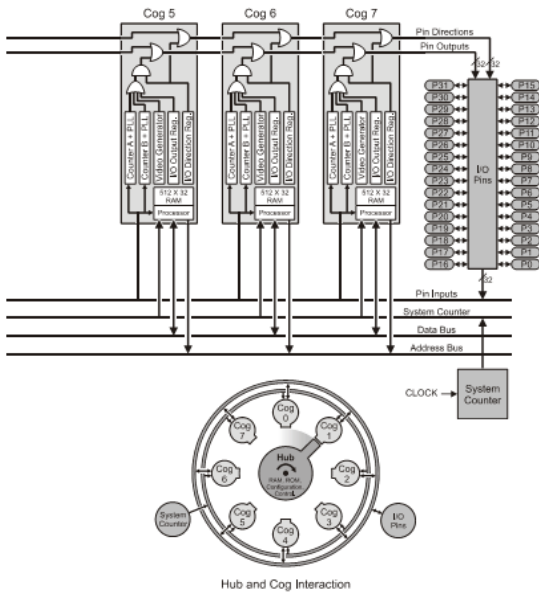 Cog 5
Cog 6
Cog 7
Pin Directions
Pin Outputs
32 32
Counter A + PLL
Counter B + PLL
Video Generator
I/O Output Reg.
I/O Direction Reg.
512 X 32
RAM
Processor
Counter A + PLL
Counter B + PLL
Video Generator
I/O Output Reg.
I/O Direction Reg.
512 X 32
RAM
Processor
Counter A + PLL
Counter B + PLL
Video Generator
I/O Output Reg.
I/O Direction Reg.
512 X 32
RAM
Processor
P31
P30
P29
P28
P27
P26
P25
P24
P23
P22
P21
P20
P19
P18
P17
P16
I/O
Pins
P15
P14
P13
P12
P11
P10
P9
P8
P7
P6
P5
P4
P3
P2
P1
P0
32
Pin Inputs
System Counter
Data Bus
Address Bus
CLOCK
System
Counter
Cog
0
Cog
1
Cog
2
Cog
3
Cog
4
Cog
5
Cog
6
Cog
7
Hub
RAM, ROM,
Configuration,
Control
System
Counter
I/O
Pins
Hub and Cog Interaction